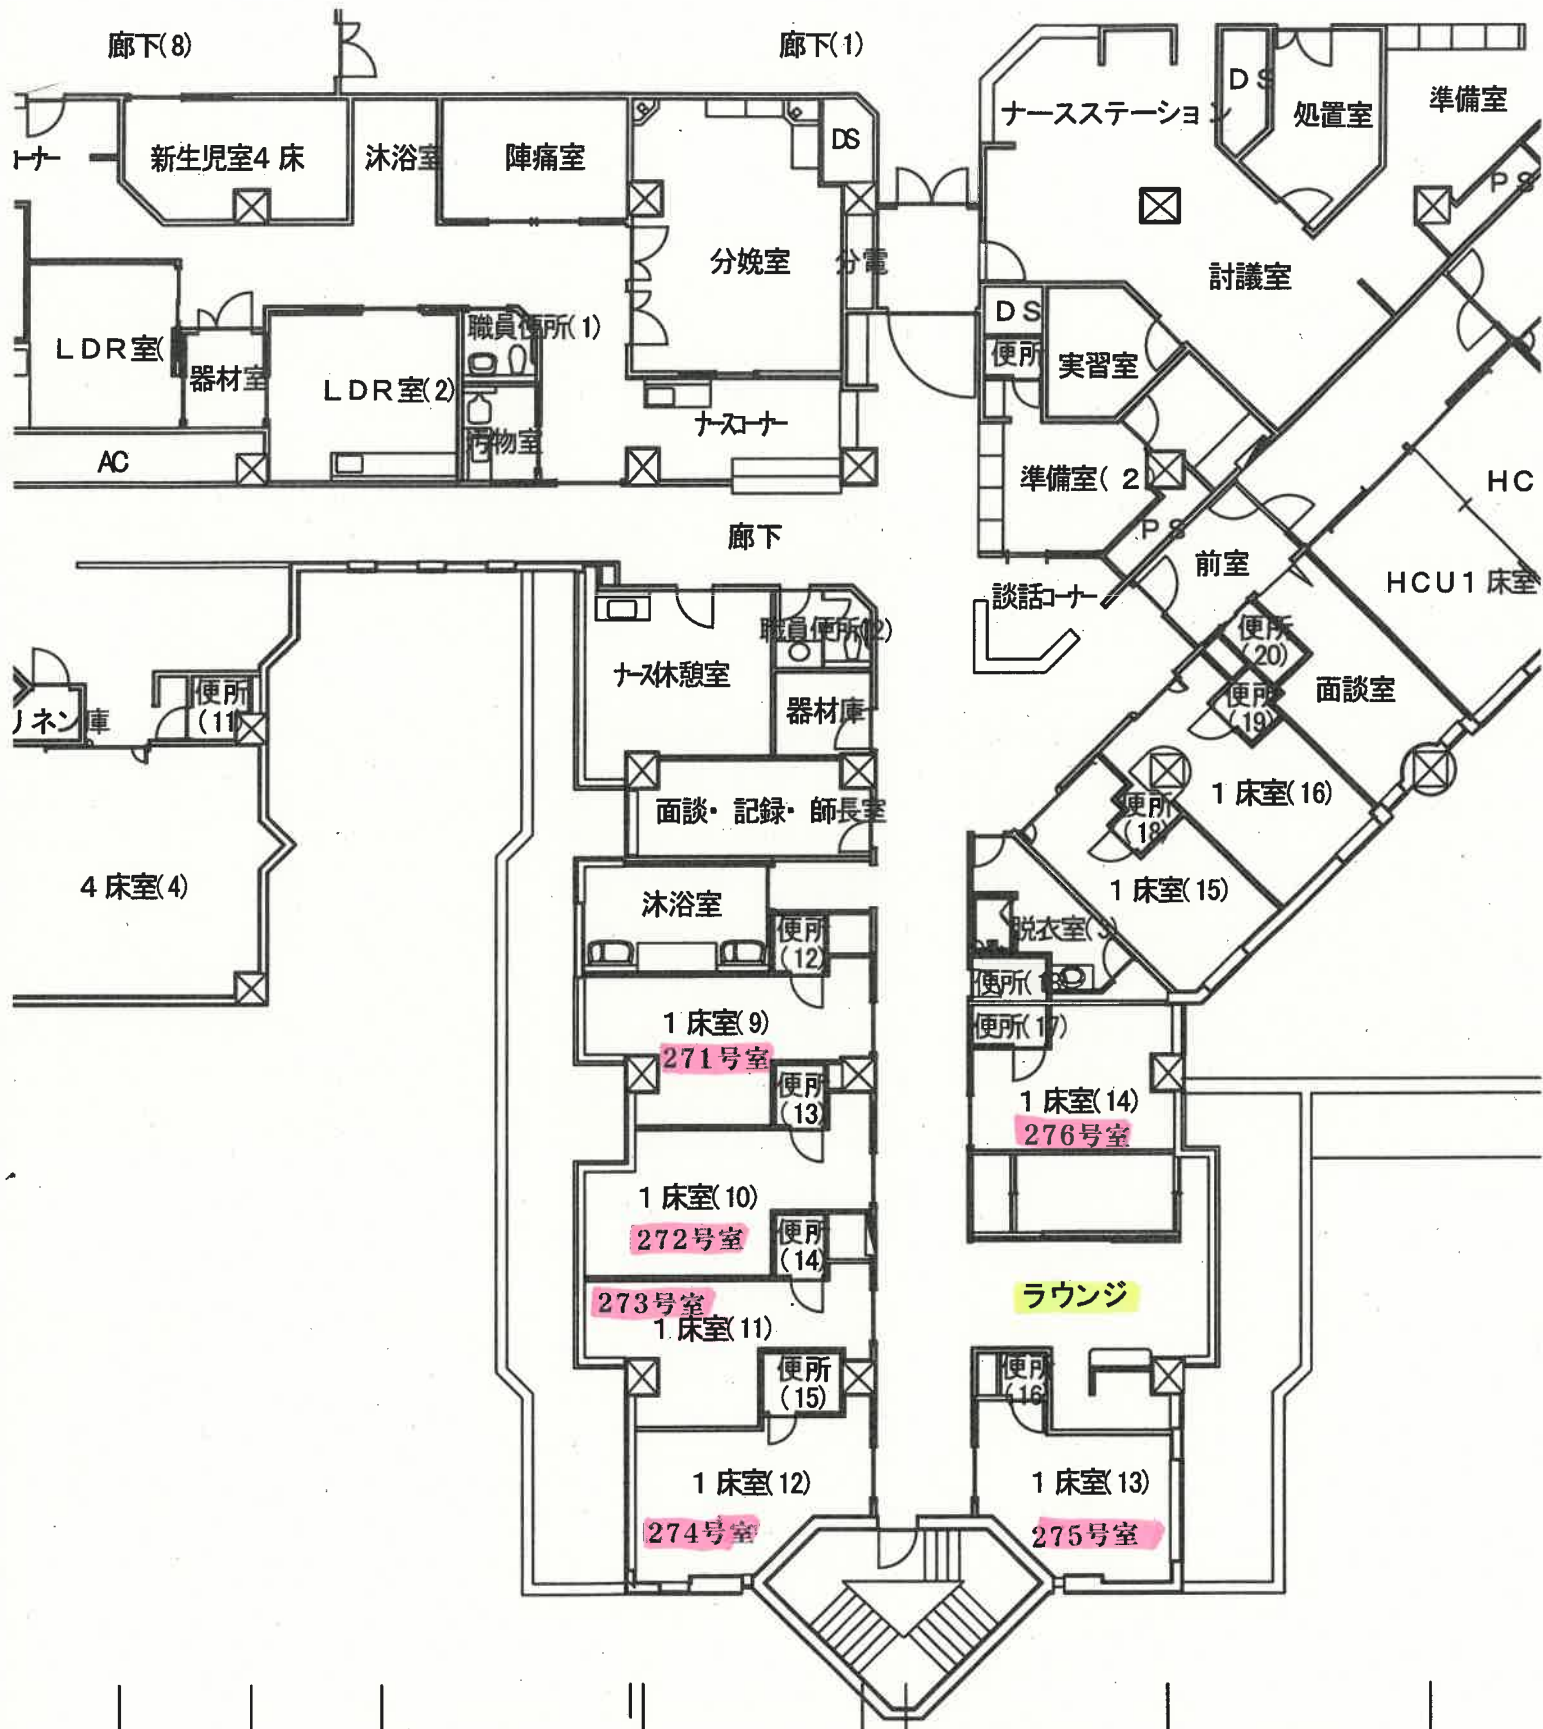 廊下(8)
廊下(1)
ナースステーション
DS
処置室
準備室
コーナー
新生児室4床
沐浴室
陣痛室
DS
PS
分娩室
分電
討議室
LDR室(
器材室
LDR室(2)
職員便所(1)
DS
便所
実習室
汚物室
ナースコーナー
AC
準備室(2
PS
HC
廊下
前室
談話コーナー
HCU1床室
便所
(20)
職員便所(2)
ナース休憩室
器材庫
便所
(19)
面談室
リネン庫
便所
(11)
1床室(16)
面談・記録・師長室
便所
(18)
4床室(4)
1床室(15)
沐浴室
便所
(12)
脱衣室(3)
便所(18)
1床室(9)
271号室
便所(17)
便所
(13)
1床室(14)
276号室
1床室(10)
272号室
便所
(14)
273号室
1床室(11)
ラウンジ
便所
(15)
便所
(16
1床室(12)
274号室
1床室(13)
275号室